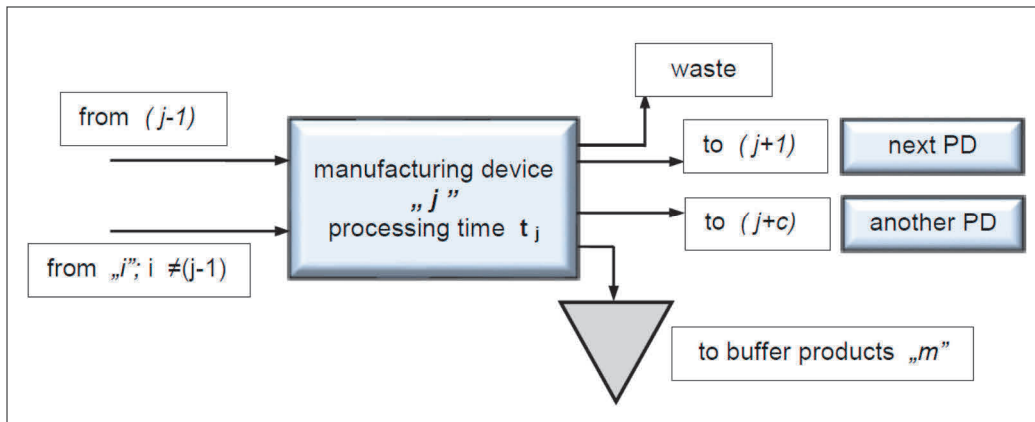 waste
from ( j-1)
to ( j+1)
next PD
manufacturing device
„ j ”
processing time t j
to ( j+c)
another PD
from „i”; i ≠(j-1)
to buffer products „m”